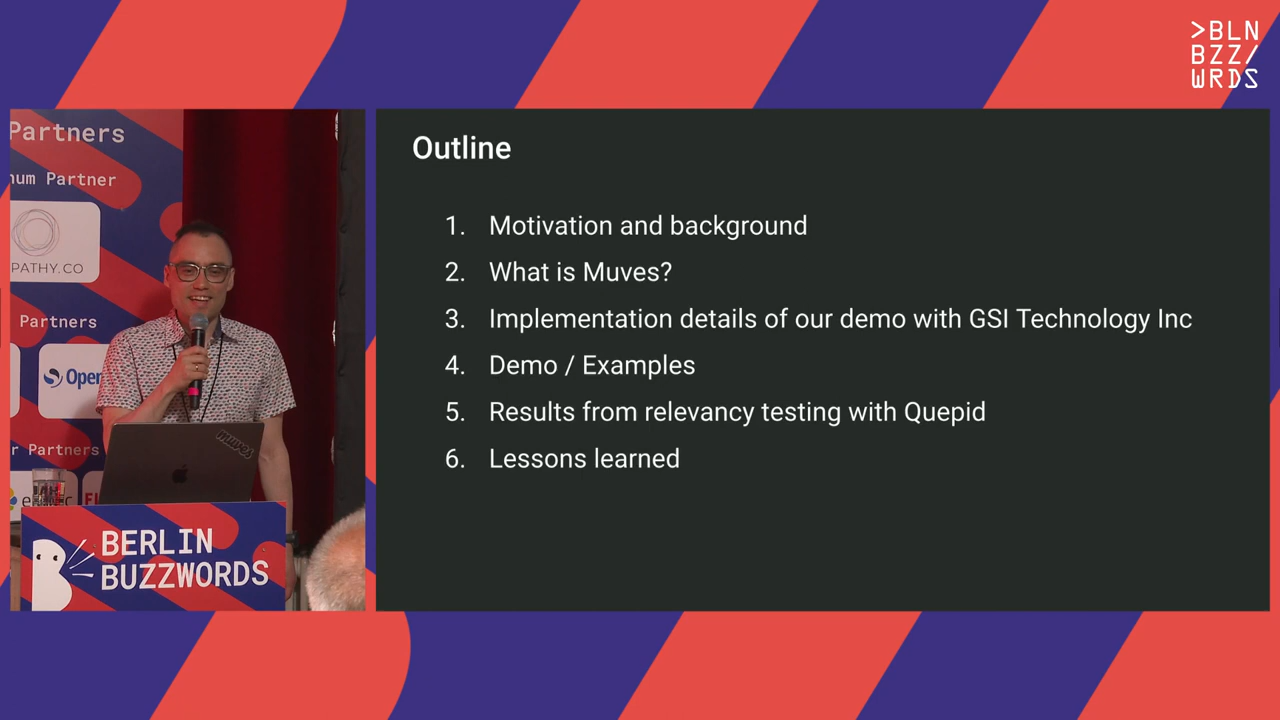 >BLN
BZZ/
WRDS
Partners
Partner
PATHY.CO
Partners
Open
Partners
muves
BERLIN
BUZZWORDS
Outline
1. Motivation and background
2. What is Muves?
3. Implementation details of our demo with GSI Technology Inc
4. Demo / Examples
5. Results from relevancy testing with Quepid
6. Lessons learned